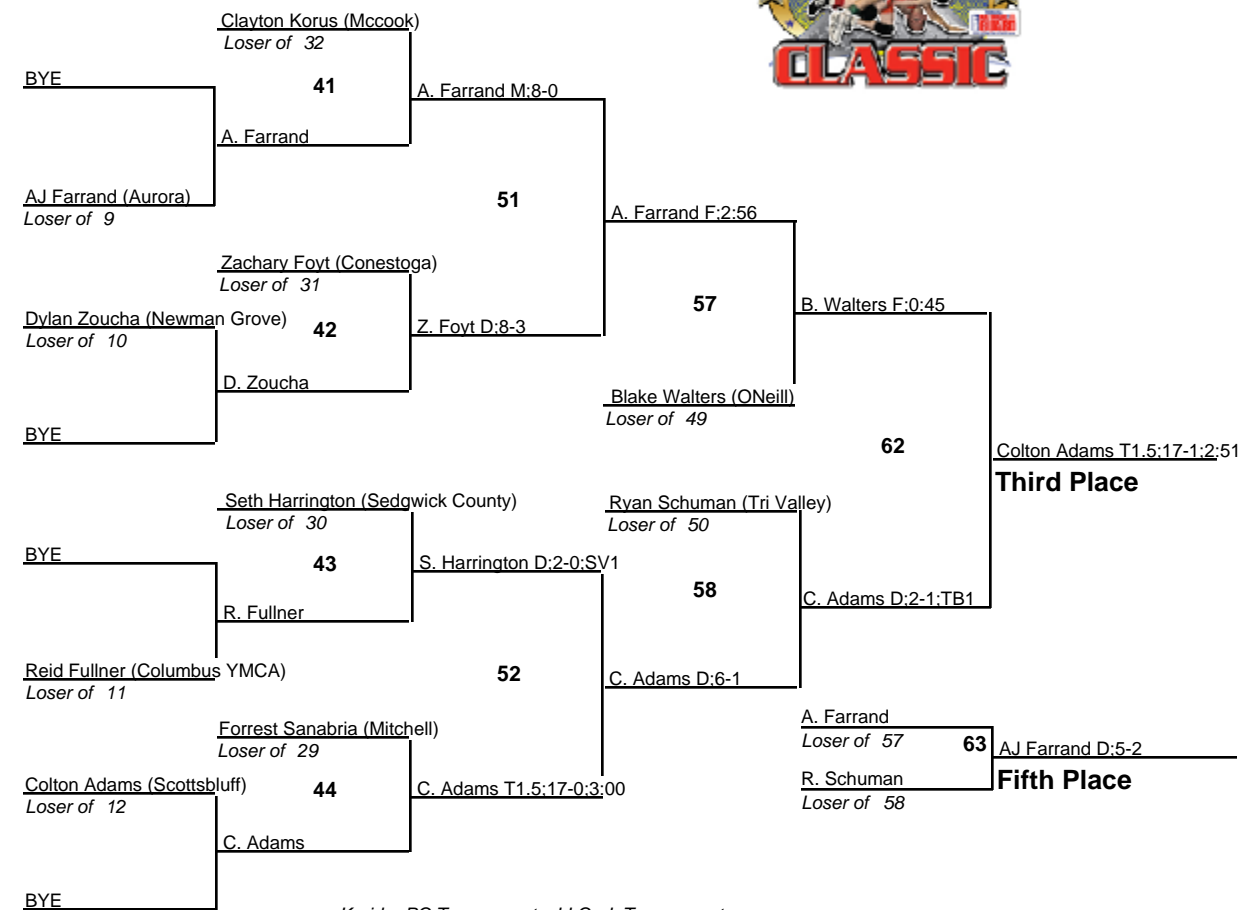 Clayton Korus (Mccook)
Loser of 32
CLASSIC
BYE
41
A. Farrand M;8-0
A. Farrand
AJ Farrand (Aurora)
Loser of 9
51
A. Farrand F;2:56
Zachary Foyt (Conestoga)
Loser of 31
57
B. Walters F;0:45
Dylan Zoucha (Newman Grove)
Loser of 10
42
Z. Foyt D;8-3
D. Zoucha
Blake Walters (ONeill)
Loser of 49
BYE
62
Colton Adams T1.5;17-1;2:51
Third Place
Seth Harrington (Sedgwick County)
Loser of 30
Ryan Schuman (Tri Valley)
Loser of 50
BYE
43
S. Harrington D;2-0;SV1
58
C. Adams D;2-1;TB1
R. Fullner
Reid Fullner (Columbus YMCA)
Loser of 11
52
C. Adams D;6-1
Forrest Sanabria (Mitchell)
Loser of 29
A. Farrand
Loser of 57
63
AJ Farrand D;5-2
Fifth Place
R. Schuman
Loser of 58
Colton Adams (Scottsbluff)
Loser of 12
44
C. Adams T1.5;17-0;3:00
C. Adams
BYE